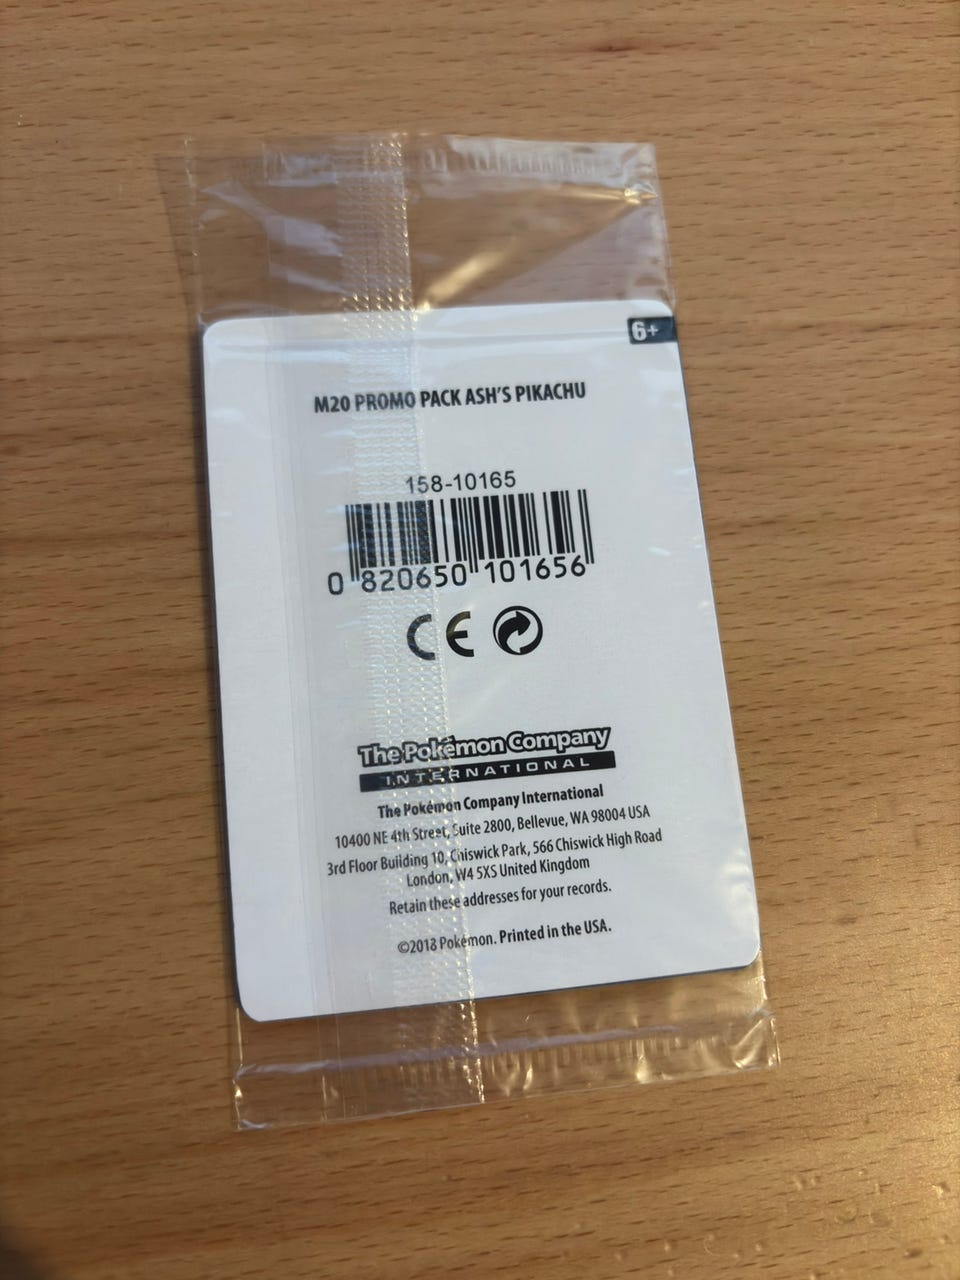 6+
M20 PROMO PACK ASH'S PIKACHU
158-10165
0 820650 101656
CE
The Pokémon Company
INTERNATIONAL
The Pokémon Company International
10400 NE 4th Street, Suite 2800, Bellevue, WA 98004 USA
3rd Floor Building 10, Chiswick Park, 566 Chiswick High Road
London, W4 5XS United Kingdom
Retain these addresses for your records.
©2018 Pokémon. Printed in the USA.